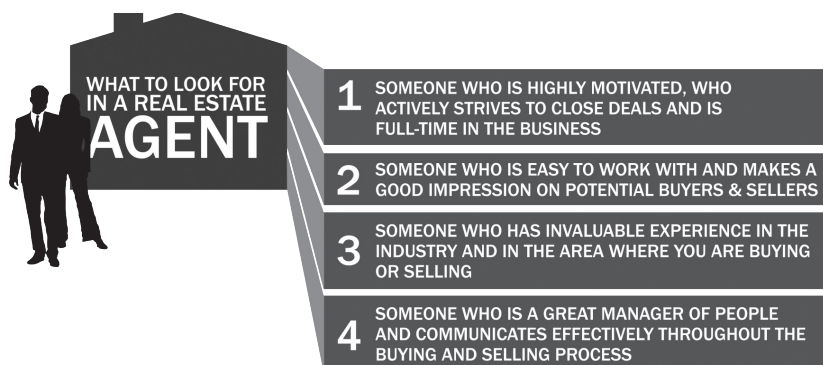 WHAT TO LOOK FOR
IN A REAL ESTATE
AGENT
1
SOMEONE WHO IS HIGHLY MOTIVATED, WHO
ACTIVELY STRIVES TO CLOSE DEALS AND IS
FULL-TIME IN THE BUSINESS
2
SOMEONE WHO IS EASY TO WORK WITH AND MAKES A
GOOD IMPRESSION ON POTENTIAL BUYERS & SELLERS
3
SOMEONE WHO HAS INVALUABLE EXPERIENCE IN THE
INDUSTRY AND IN THE AREA WHERE YOU ARE BUYING
OR SELLING
4
SOMEONE WHO IS A GREAT MANAGER OF PEOPLE
AND COMMUNICATES EFFECTIVELY THROUGHOUT THE
BUYING AND SELLING PROCESS